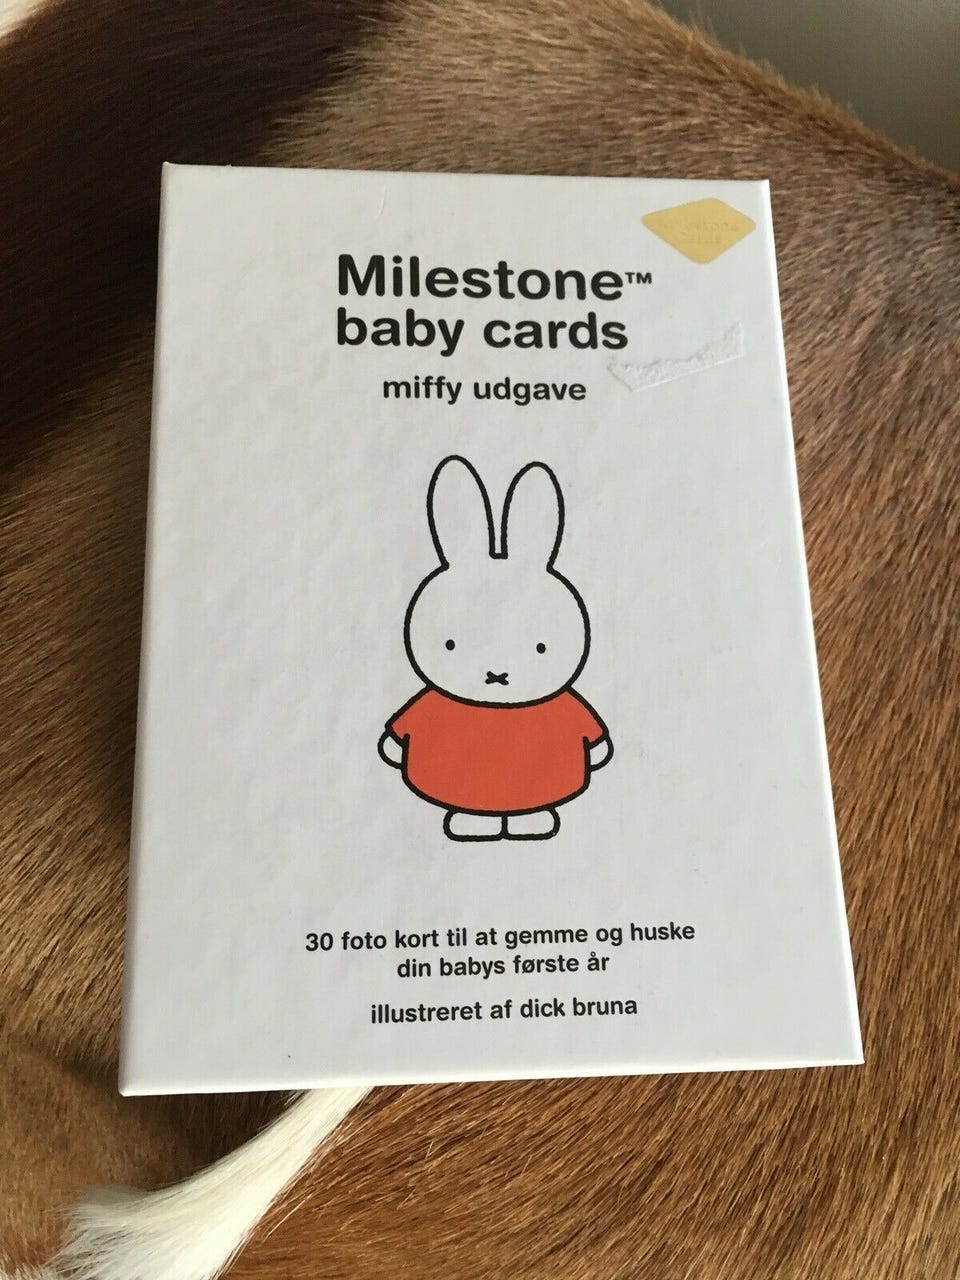 Milestone™
baby cards
miffy udgave
30 foto kort til at gemme og huske
din babys første år
illustreret af dick bruna